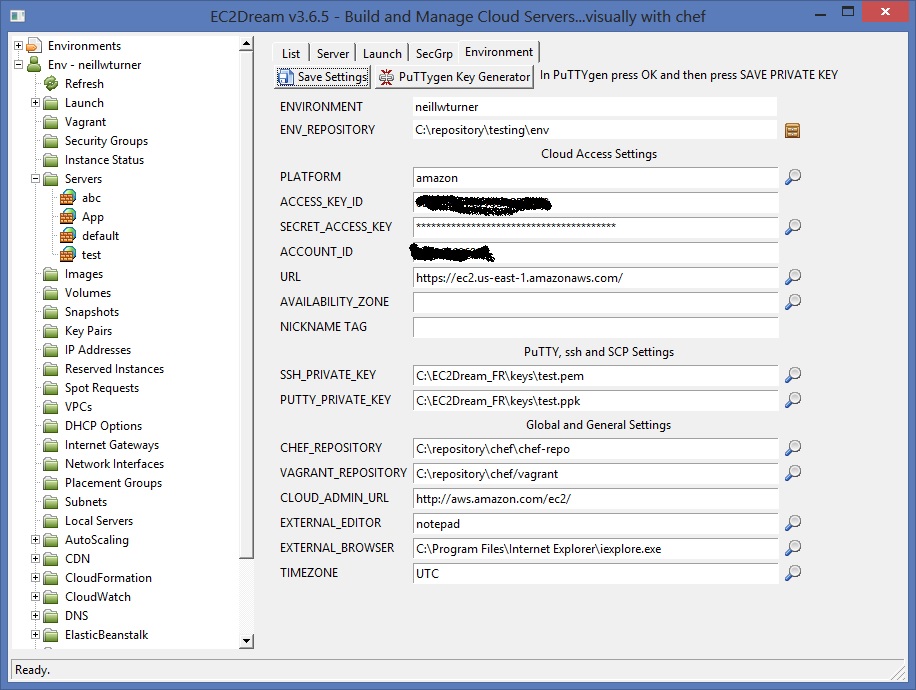 EC2Dream v3.6.5 - Build and Manage Cloud Servers...visually with chef
Environments
Env - neillwturner
Refresh
Launch
Vagrant
Security Groups
Instance Status
Servers
abc
App
default
test
Images
Volumes
Snapshots
Key Pairs
IP Addresses
Reserved Instances
Spot Requests
VPCs
DHCP Options
Internet Gateways
Network Interfaces
Placement Groups
Subnets
Local Servers
AutoScaling
CDN
CloudFormation
CloudWatch
DNS
ElasticBeanstalk
List Server Launch SecGrp Environment
Save Settings PuTTygen Key Generator In PuTTYgen press OK and then press SAVE PRIVATE KEY
ENVIRONMENT neillwturner
ENV_REPOSITORY C:\repository\testing\env
Cloud Access Settings
PLATFORM amazon
ACCESS_KEY_ID
SECRET_ACCESS_KEY ****************************************
ACCOUNT_ID
URL https://ec2.us-east-1.amazonaws.com/
AVAILABILITY_ZONE
NICKNAME TAG
PuTTY, ssh and SCP Settings
SSH_PRIVATE_KEY C:\EC2Dream_FR\keys\test.pem
PUTTY_PRIVATE_KEY C:\EC2Dream_FR\keys\test.ppk
Global and General Settings
CHEF_REPOSITORY C:\repository\chef\chef-repo
VAGRANT_REPOSITORY C:\repository\chef/vagrant
CLOUD_ADMIN_URL http://aws.amazon.com/ec2/
EXTERNAL_EDITOR notepad
EXTERNAL_BROWSER C:\Program Files\Internet Explorer\iexplore.exe
TIMEZONE UTC
Ready.